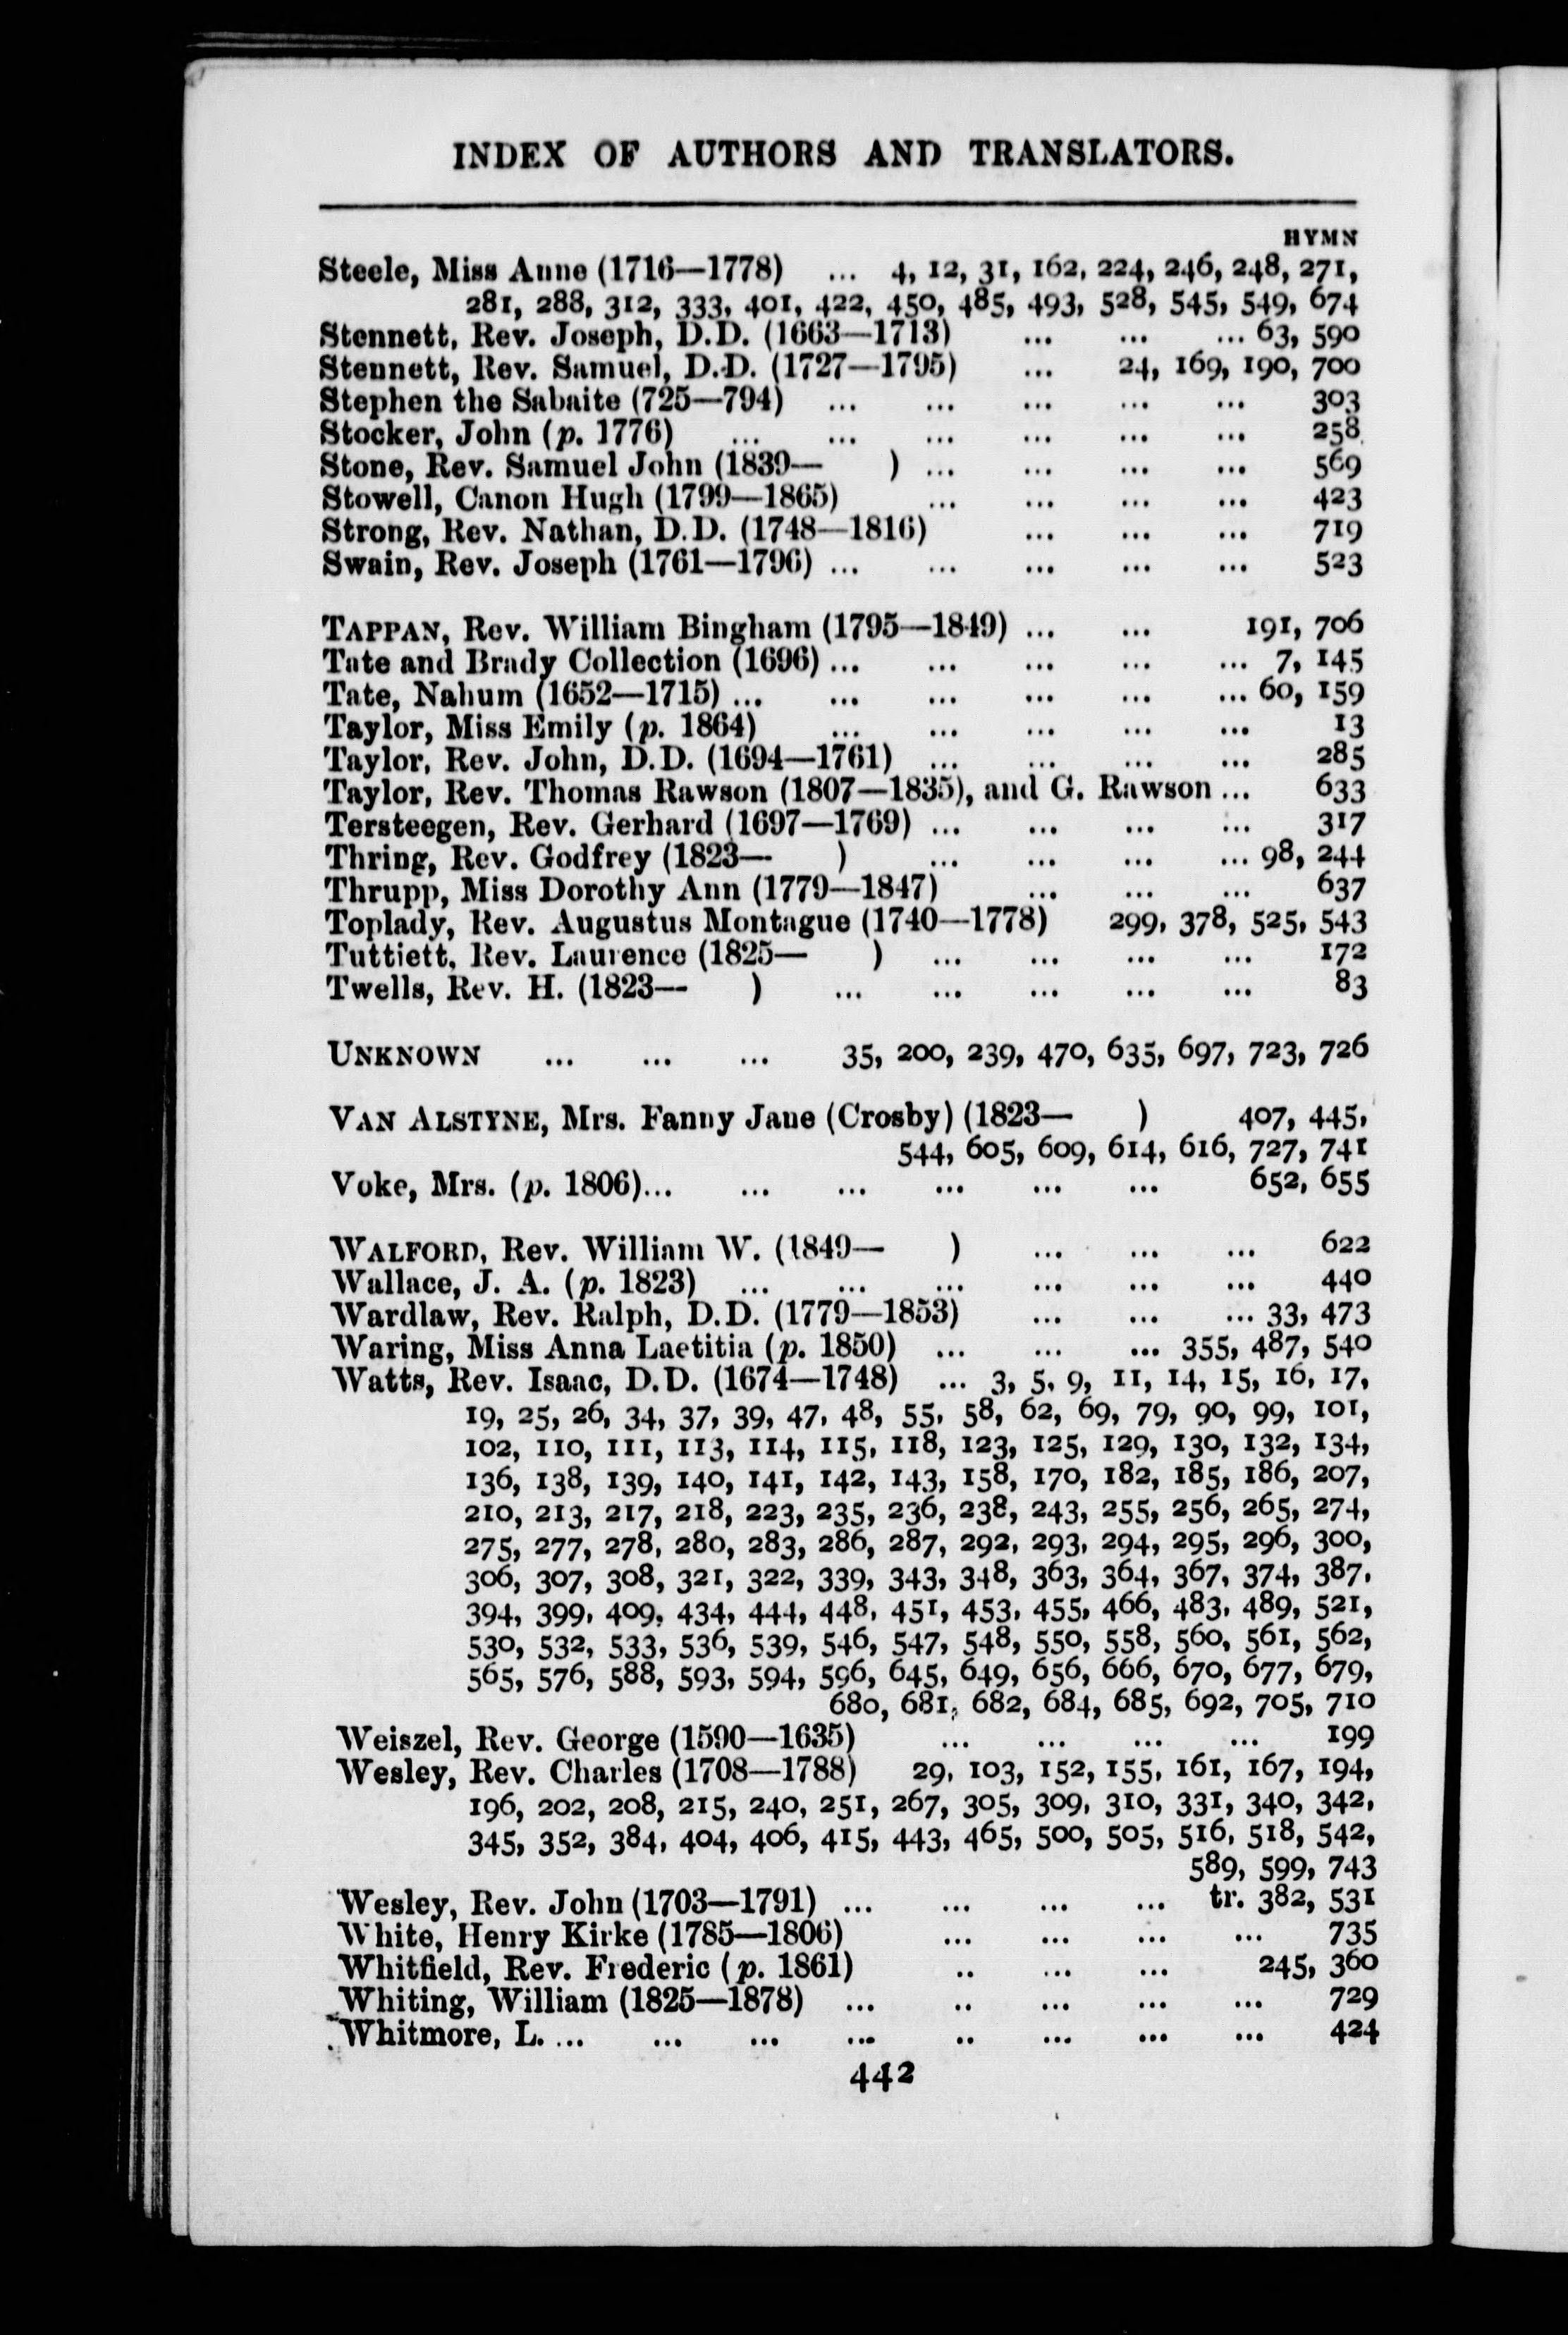 INDEX OF AUTHORS AND TRANSLATORS.
HYMN
Steele, Miss Anne (1716—1778) ... 4, 12, 31, 162, 224, 246, 248, 271,
281, 288, 312, 333, 401, 422, 450, 485, 493, 528, 545, 549, 674
Stennett, Rev. Joseph, D.D. (1663—1713) ... ... ... 63, 590
Stennett, Rev. Samuel, D.D. (1727—1795) ... 24, 169, 190, 700
Stephen the Sabaite (725—794) ... ... ... ... ... 303
Stocker, John (p. 1776) ... ... ... ... ... ... 258
Stone, Rev. Samuel John (1839— ) ... ... ... ... 569
Stowell, Canon Hugh (1799—1865) ... ... ... ... 423
Strong, Rev. Nathan, D.D. (1748—1816) ... ... ... 719
Swain, Rev. Joseph (1761—1796) ... ... ... ... ... 523
TAPPAN, Rev. William Bingham (1795—1849) ... ... 191, 706
Tate and Brady Collection (1696) ... ... ... ... ... 7, 145
Tate, Nahum (1652—1715) ... ... ... ... ... ... 60, 159
Taylor, Miss Emily (p. 1864) ... ... ... ... ... 13
Taylor, Rev. John, D.D. (1694—1761) ... ... ... ... 285
Taylor, Rev. Thomas Rawson (1807—1835), and G. Rawson ... 633
Tersteegen, Rev. Gerhard (1697—1769) ... ... ... ... 317
Thring, Rev. Godfrey (1823— ) ... ... ... ... 98, 244
Thrupp, Miss Dorothy Ann (1779—1847) ... ... ... 637
Toplady, Rev. Augustus Montague (1740—1778) 299, 378, 525, 543
Tuttiett, Rev. Laurence (1825— ) ... ... ... ... 172
Twells, Rev. H. (1823— ) ... ... ... ... ... 83
UNKNOWN ... ... ... 35, 200, 239, 470, 635, 697, 723, 726
VAN ALSTYNE, Mrs. Fanny Jane (Crosby) (1823— ) 407, 445,
544, 605, 609, 614, 616, 727, 741
Voke, Mrs. (p. 1806)... ... ... ... ... ... 652, 655
WALFORD, Rev. William W. (1849— ) ... ... ... 622
Wallace, J. A. (p. 1823) ... ... ... ... ... ... 440
Wardlaw, Rev. Ralph, D.D. (1779—1853) ... ... ... 33, 473
Waring, Miss Anna Laetitia (p. 1850) ... ... ... 355, 487, 540
Watts, Rev. Isaac, D.D. (1674—1748) ... 3, 5, 9, 11, 14, 15, 16, 17,
19, 25, 26, 34, 37, 39, 47, 48, 55, 58, 62, 69, 79, 90, 99, 101,
102, 110, 111, 113, 114, 115, 118, 123, 125, 129, 130, 132, 134,
136, 138, 139, 140, 141, 142, 143, 158, 170, 182, 185, 186, 207,
210, 213, 217, 218, 223, 235, 236, 238, 243, 255, 256, 265, 274,
275, 277, 278, 280, 283, 286, 287, 292, 293, 294, 295, 296, 300,
306, 307, 308, 321, 322, 339, 343, 348, 363, 364, 367, 374, 387,
394, 399, 409, 434, 444, 448, 451, 453, 455, 466, 483, 489, 521,
530, 532, 533, 536, 539, 546, 547, 548, 550, 558, 560, 561, 562,
565, 576, 588, 593, 594, 596, 645, 649, 656, 666, 670, 677, 679,
680, 681, 682, 684, 685, 692, 705, 710
Weiszel, Rev. George (1590—1635) ... ... ... ... 199
Wesley, Rev. Charles (1708—1788) 29, 103, 152, 155, 161, 167, 194,
196, 202, 208, 215, 240, 251, 267, 305, 309, 310, 331, 340, 342,
345, 352, 384, 404, 406, 415, 443, 465, 500, 505, 516, 518, 542,
589, 599, 743
Wesley, Rev. John (1703—1791) ... ... ... ... tr. 382, 531
White, Henry Kirke (1785—1806) ... ... ... ... 735
Whitfield, Rev. Frederic (p. 1861) .. ... ... 245, 360
Whiting, William (1825—1878) ... .. ... ... ... 729
Whitmore, L. ... ... ... ... .. ... ... ... 424
442